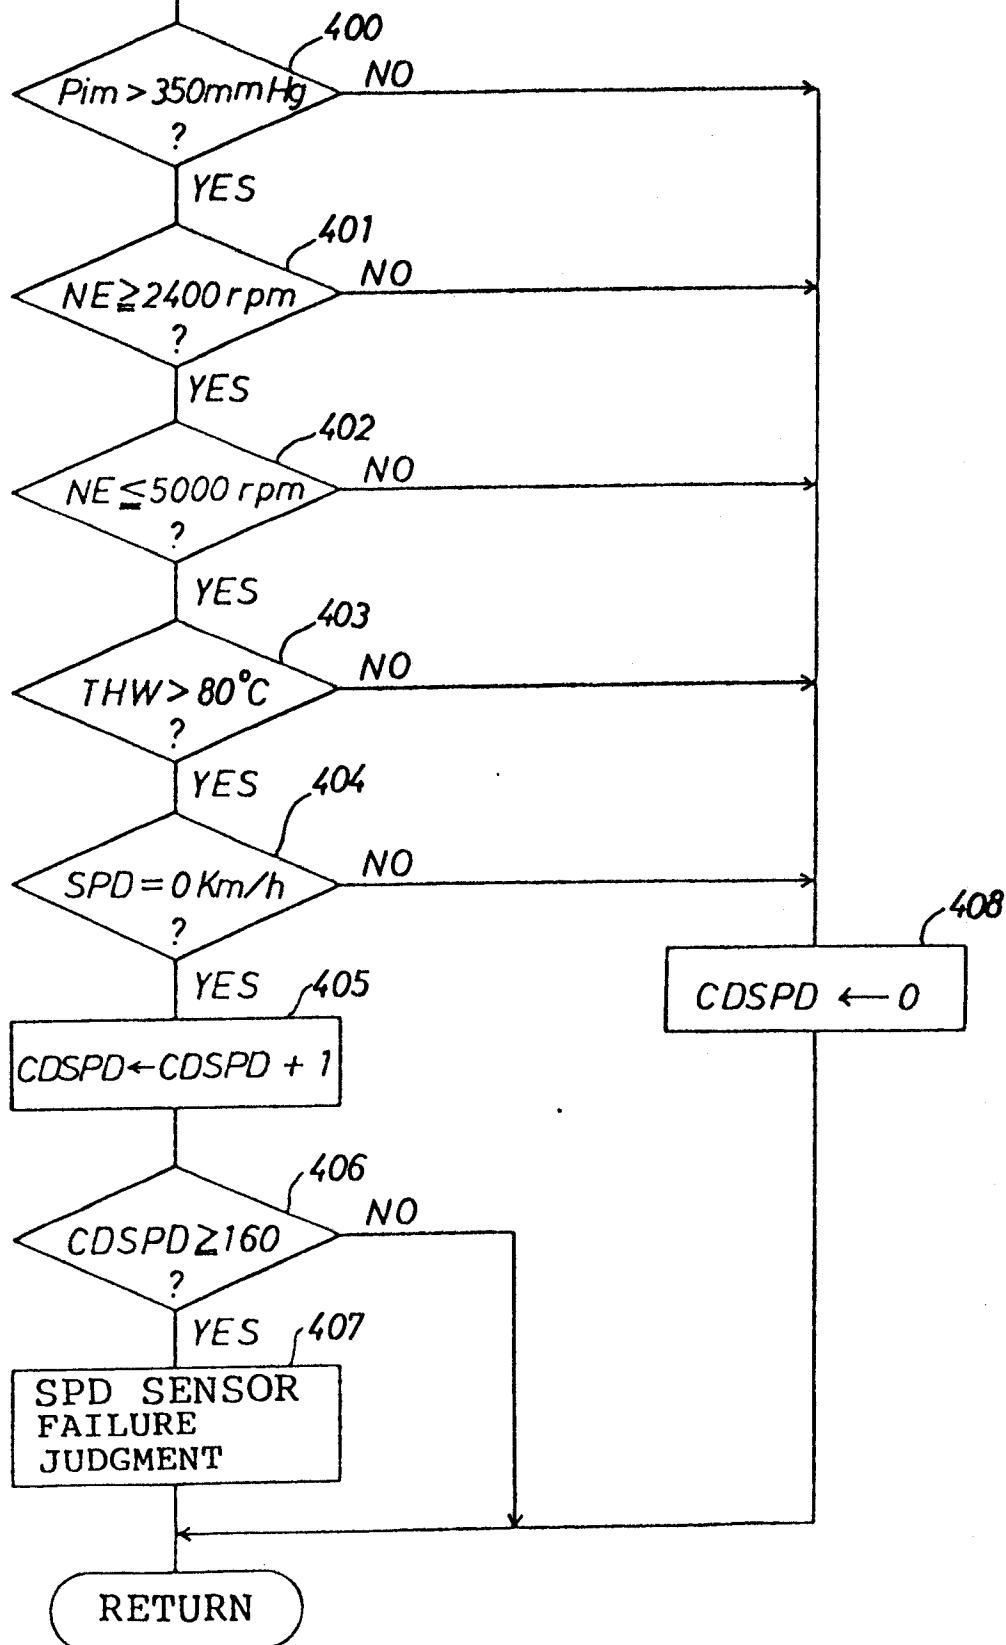 400
Pim > 350mmHg
?
NO
YES
401
NE ≧ 2400 rpm
?
NO
YES
402
NE ≦ 5000 rpm
?
NO
YES
403
THW > 80°C
?
NO
YES
404
SPD = 0 Km/h
?
NO
YES
408
CDSPD ← 0
405
CDSPD ← CDSPD + 1
406
CDSPD ≥ 160
?
NO
YES
407
SPD SENSOR
FAILURE
JUDGMENT
RETURN